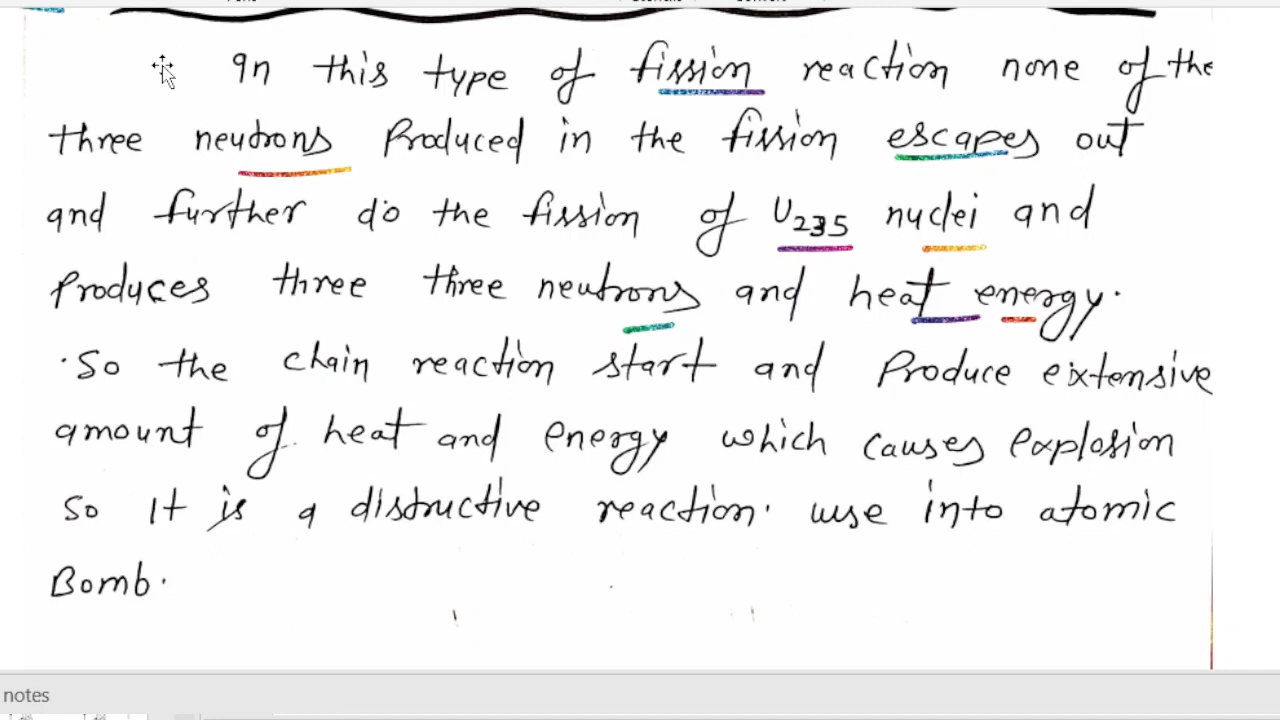 In this type of fission reaction none of the
three neutrons Produced in the fission escapes out
and further do the fission of U235 nuclei and
Produces three three neutrons and heat energy.
. So the chain reaction start and Produce extensive
amount of heat and energy which causes explosion
so It is a distructive reaction. use into atomic
Bomb.
notes